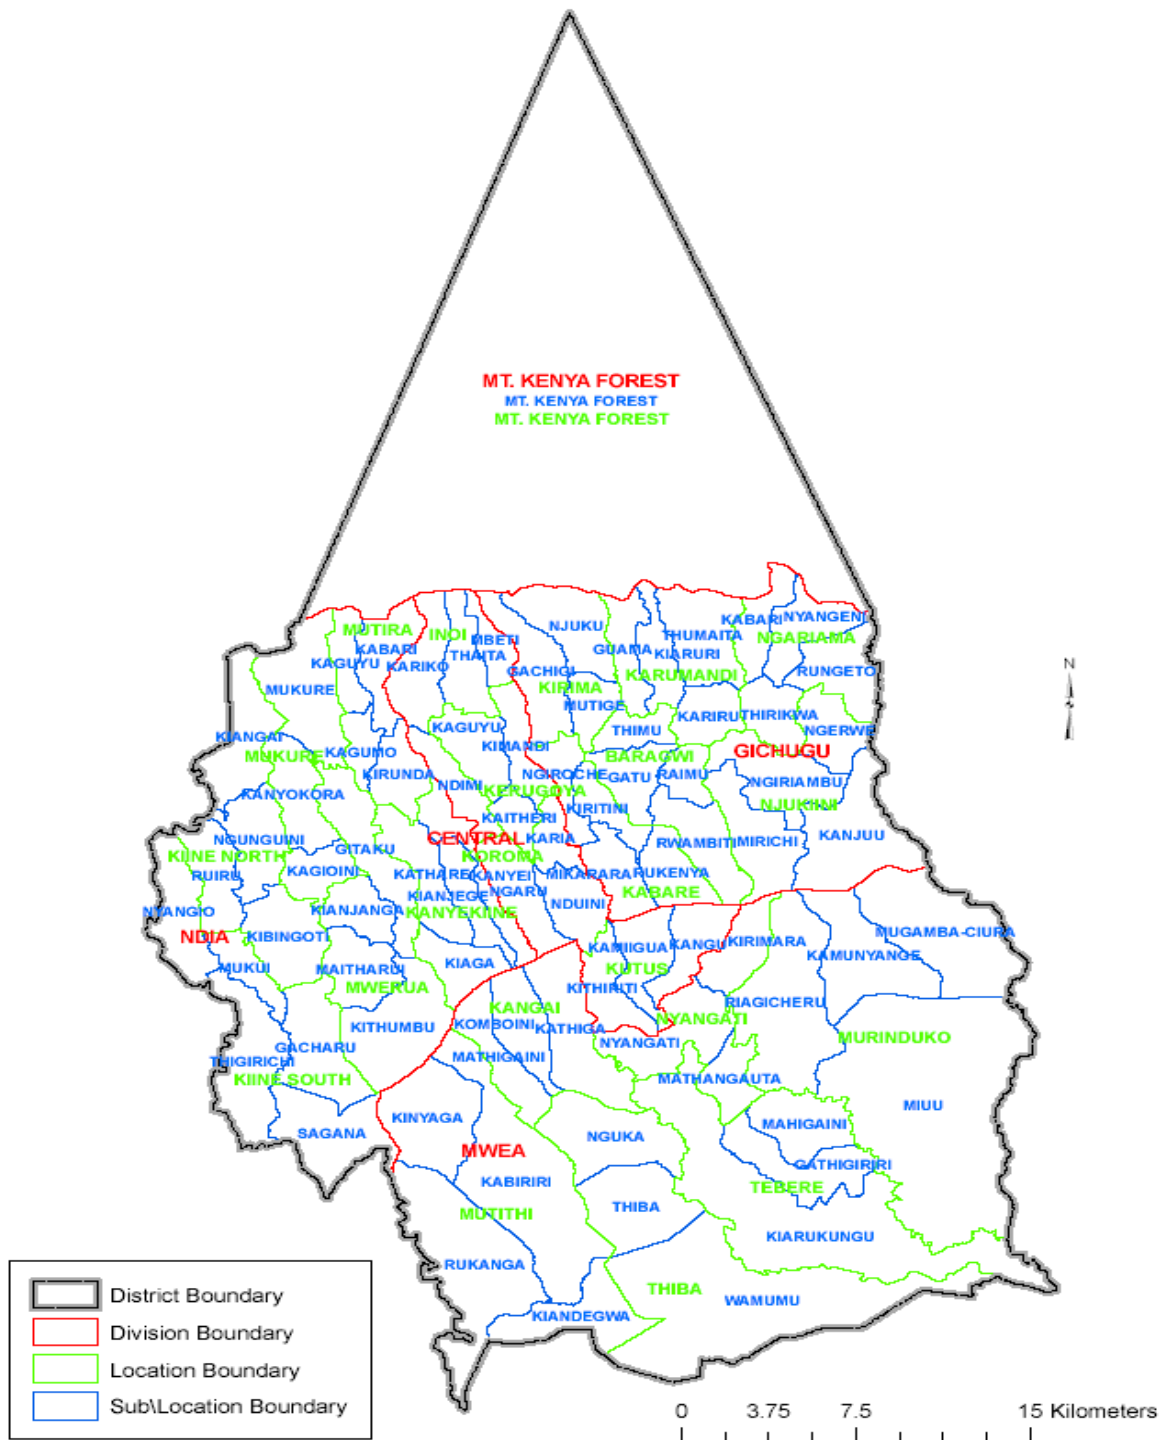 MT. KENYA FOREST
MT. KENYA FOREST
MT. KENYA FOREST
N
KABARI
NYANGENI
NJUKU
MUTIRA
INOI
MBETI
THUMAITA
NGARIAMA
KABARI
GUAMA
KIARURI
THAITA
KAGUYU
KARIKO
GACHIGI
KARUMANDI
RUNGETO
MUKURE
KIRIMA
MUTIGE
KARIRU
THIRIKWA
KAGUYU
THIMU
NGERWE
KIANGAI
KIMANDI
GICHUGU
MUKURE
KAGUMO
BARAGWI
KIRUNDA
NGIROCHE
GATU
RAIMU
NDIMI
KERUGOYA
NGIRIAMBU
KANYOKORA
KIRITINI
NJUKIINI
KAITHERI
NGUNGUINI
CENTRAL
KARIA
KANJUU
GITAKU
RWAMBITI
MIRICHI
KIINE NORTH
KOROMA
RUIRU
KAGIOINI
KATHARE
KANYEI
MIKARARA
RUKENYA
KIANJEGE
NGARU
KABARE
NYANGIO
KIANJANGA
KANYEKIINE
NDUINI
NDIA
KIBINGOTI
KAMIIGUA
KANGU
KIRIMARA
MUGAMBA-CIURA
MUKUI
MAITHARUI
KIAGA
KUTUS
KAMUNYANGE
MWERUA
KITHIRITI
RIAGICHERU
KANGAI
NYANGATI
KITHUMBU
KOMBOINI
KATHIGA
MURINDUKO
GACHARU
NYANGATI
THIGIRICHI
MATHIGAINI
KIINE SOUTH
MATHANGAUTA
MIUU
KINYAGA
MAHIGAINI
SAGANA
NGUKA
MWEA
GATHIGIRIRI
KABIRIRI
TEBERE
MUTITHI
THIBA
KIARUKUNGU
RUKANGA
THIBA
WAMUMU
KIANDEGWA
District Boundary
Division Boundary
Location Boundary
Sub\Location Boundary
0 3.75 7.5 15 Kilometers